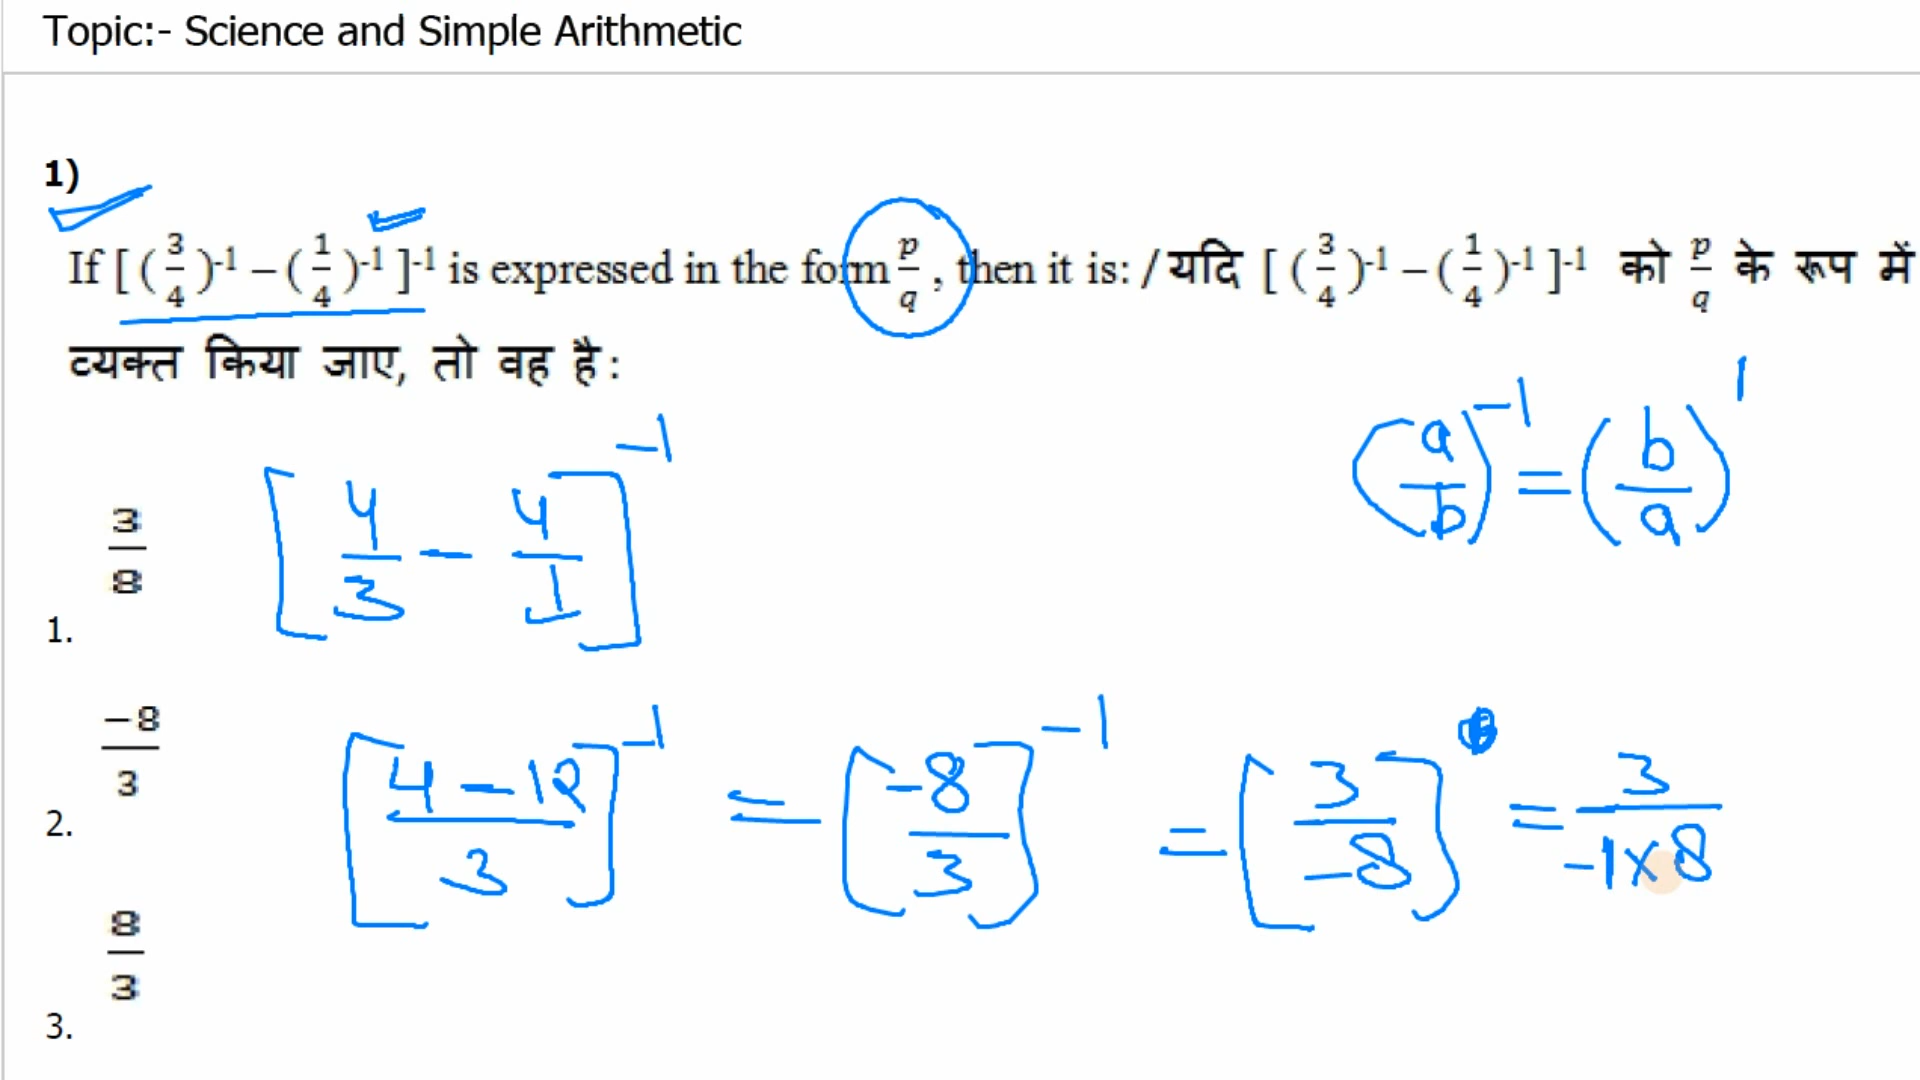 Topic:- Science and Simple Arithmetic
1)
If [ (3/4)-1 – (1/4)-1 ]-1 is expressed in the form p/q , then it is: / यदि [ (3/4)-1 – (1/4)-1 ]-1 को p/q के रूप में
व्यक्त किया जाए, तो वह है:
(a/b)^-1 = (b/a)^1
[4/3 - 4/1]^-1
3/8
1.
[4-12/3]^-1 = [-8/3]^-1 = [3/-8] = 3/-1x8
-8/3
2.
8/3
3.